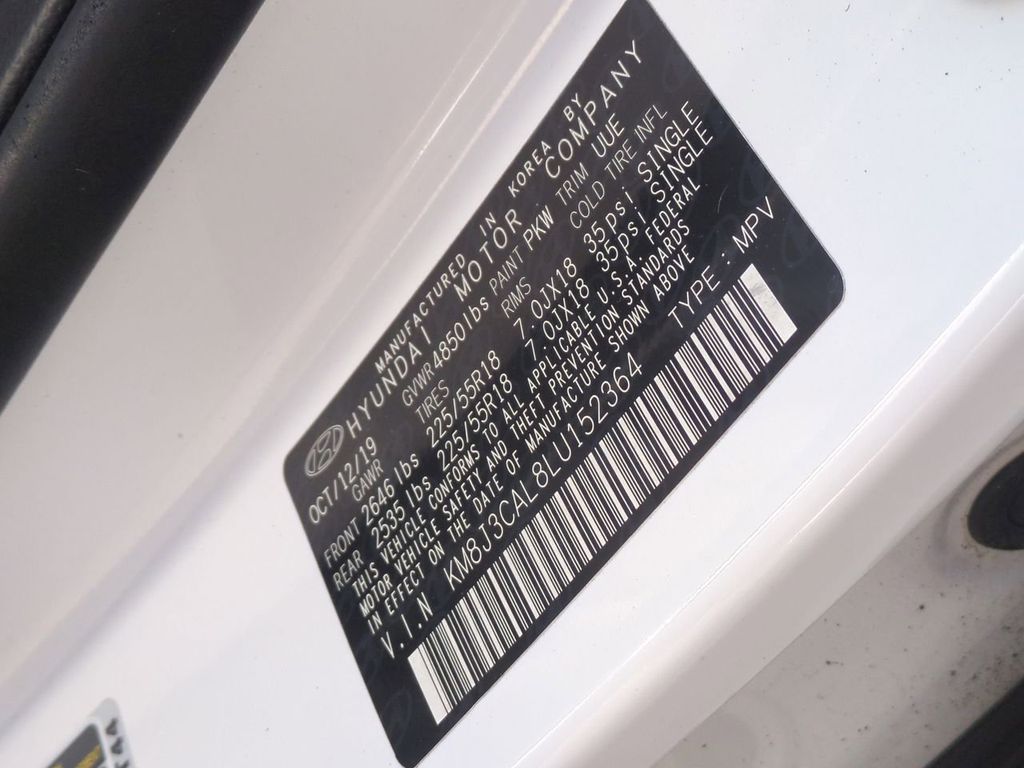 MANUFACTURED IN KOREA BY
HYUNDAI MOTOR COMPANY
OCT/12/19 GVWR 4850lbs PAINT PKW TRIM UUE
GAWR TIRES RMS COLD TIRE INFL
FRONT 2646 lbs 225/55R18 7.0JX18 35psi SINGLE
REAR 2535 lbs 225/55R18 7.0JX18 35psi SINGLE
THIS VEHICLE CONFORMS TO ALL APPLICABLE U.S. FEDERAL
MOTOR VEHICLE SAFETY AND THEFT PREVENTION STANDARDS
IN EFFECT ON THE DATE OF MANUFACTURE SHOWN ABOVE
V.I.N KM8J3CAL8LU152364 TYPE : MPV